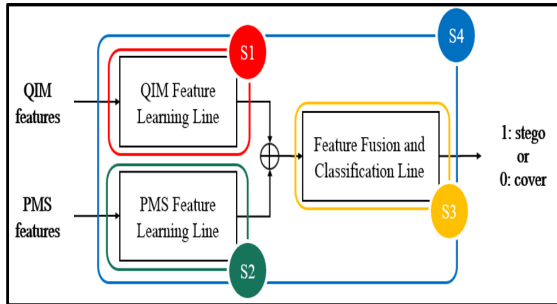 S1
S4
QIM
features
QIM Feature
Learning Line
Feature Fusion and
Classification Line
1: stego
or
0: cover
PMS
features
PMS Feature
Learning Line
S3
S2